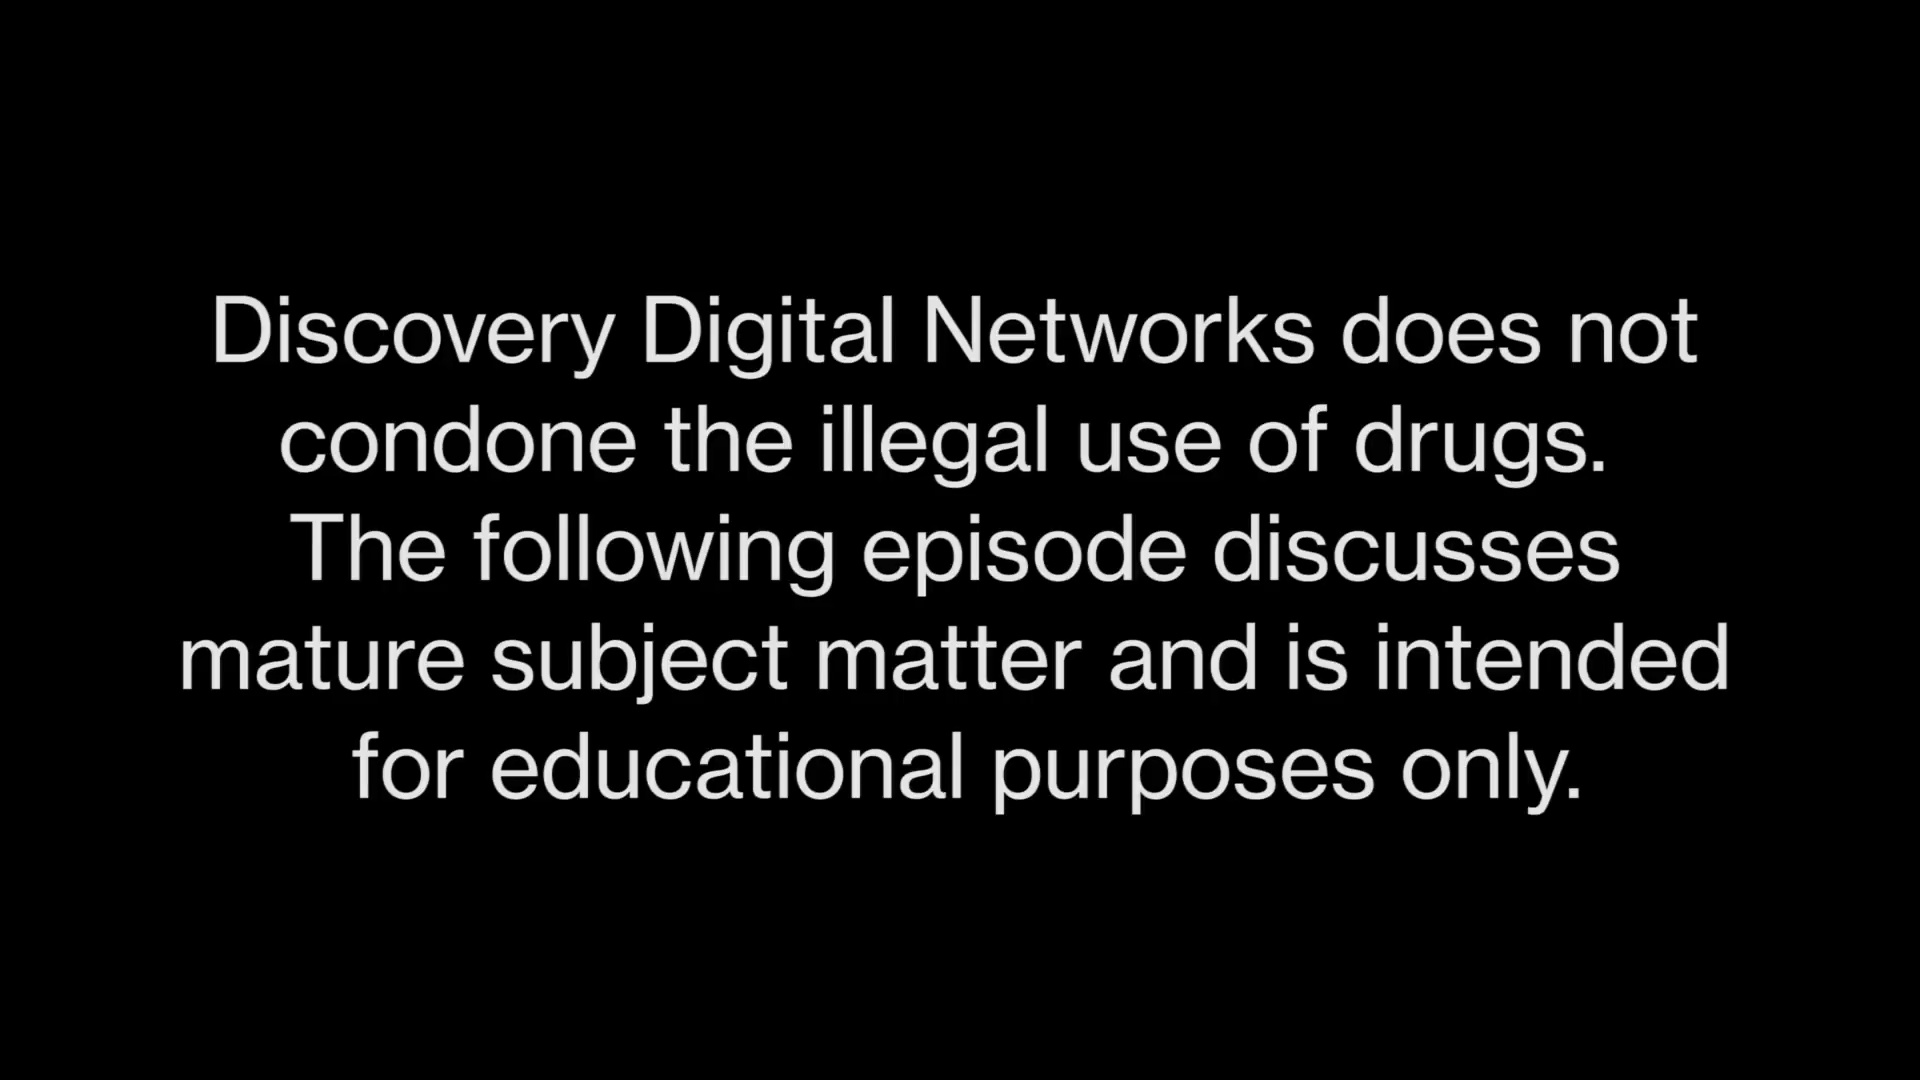 Discovery Digital Networks does not
condone the illegal use of drugs.
The following episode discusses
mature subject matter and is intended
for educational purposes only.